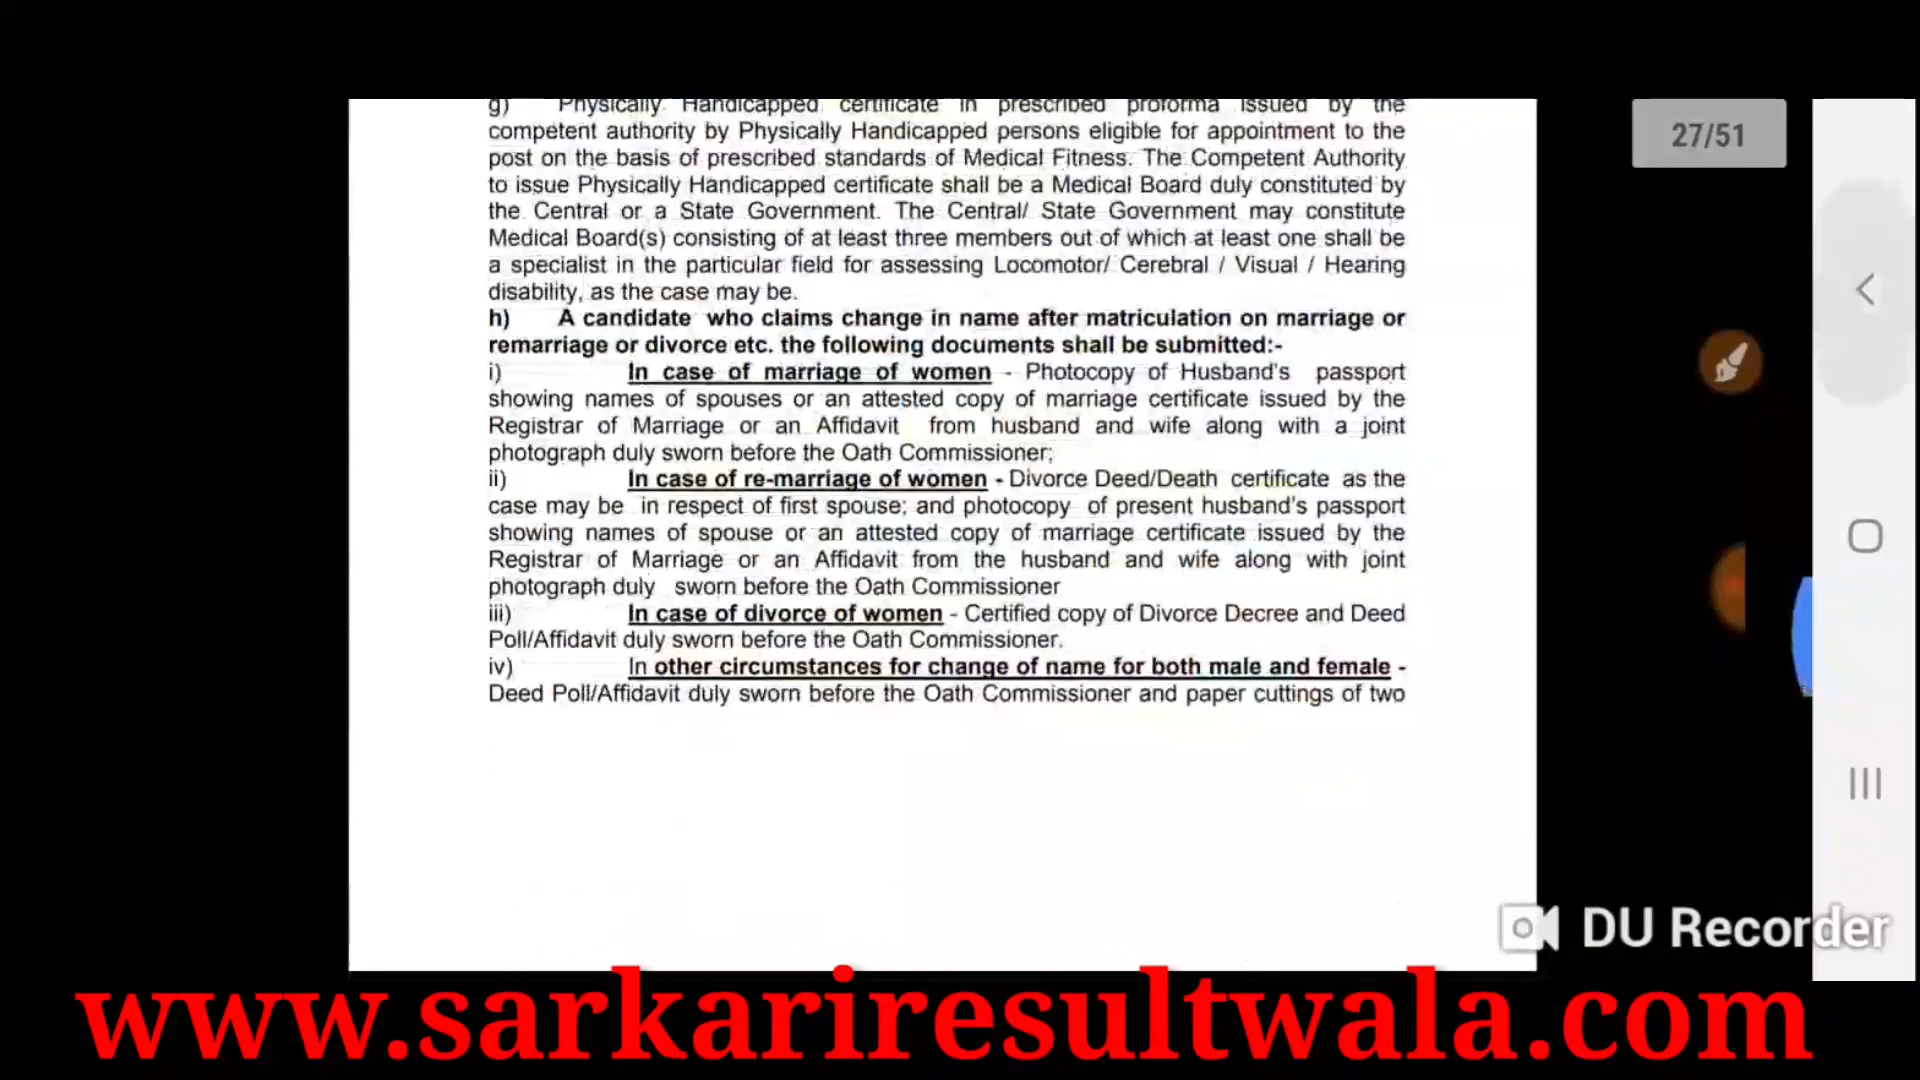 g) Physically Handicapped certificate in prescribed proforma issued by the
competent authority by Physically Handicapped persons eligible for appointment to the
post on the basis of prescribed standards of Medical Fitness. The Competent Authority
to issue Physically Handicapped certificate shall be a Medical Board duly constituted by
the Central or a State Government. The Central/ State Government may constitute
Medical Board(s) consisting of at least three members out of which at least one shall be
a specialist in the particular field for assessing Locomotor/ Cerebral / Visual / Hearing
disability, as the case may be.
h) A candidate who claims change in name after matriculation on marriage or
remarriage or divorce etc. the following documents shall be submitted:-
i) In case of marriage of women - Photocopy of Husband's passport
showing names of spouses or an attested copy of marriage certificate issued by the
Registrar of Marriage or an Affidavit from husband and wife along with a joint
photograph duly sworn before the Oath Commissioner;
ii) In case of re-marriage of women - Divorce Deed/Death certificate as the
case may be in respect of first spouse; and photocopy of present husband's passport
showing names of spouse or an attested copy of marriage certificate issued by the
Registrar of Marriage or an Affidavit from the husband and wife along with joint
photograph duly sworn before the Oath Commissioner
iii) In case of divorce of women - Certified copy of Divorce Decree and Deed
Poll/Affidavit duly sworn before the Oath Commissioner.
iv) In other circumstances for change of name for both male and female -
Deed Poll/Affidavit duly sworn before the Oath Commissioner and paper cuttings of two
27/51
DU Recorder
www.sarkariresultwala.com